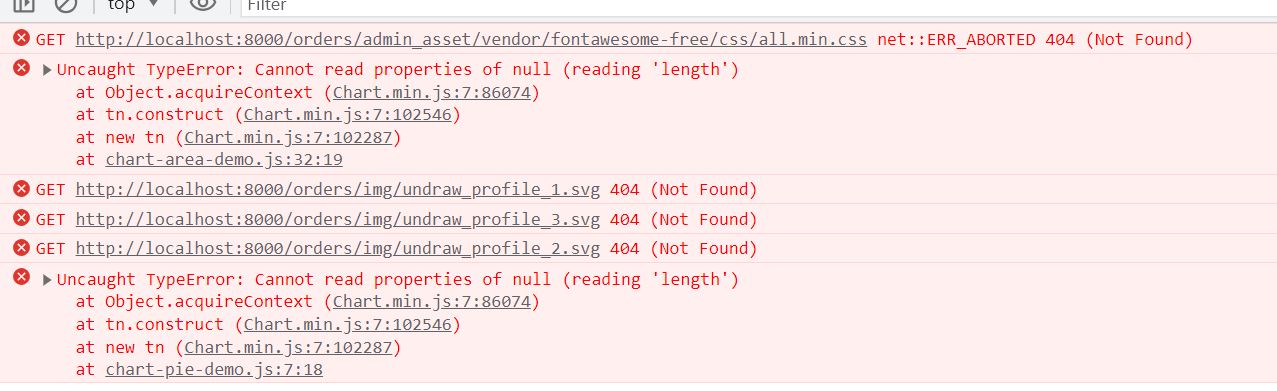 top ▼ Filter
GET http://localhost:8000/orders/admin_asset/vendor/fontawesome-free/css/all.min.css net::ERR_ABORTED 404 (Not Found)
▶Uncaught TypeError: Cannot read properties of null (reading 'length')
at Object.acquireContext (Chart.min.js:7:86074)
at tn.construct (Chart.min.js:7:102546)
at new tn (Chart.min.js:7:102287)
at chart-area-demo.js:32:19
GET http://localhost:8000/orders/img/undraw_profile_1.svg 404 (Not Found)
GET http://localhost:8000/orders/img/undraw_profile_3.svg 404 (Not Found)
GET http://localhost:8000/orders/img/undraw_profile_2.svg 404 (Not Found)
▶Uncaught TypeError: Cannot read properties of null (reading 'length')
at Object.acquireContext (Chart.min.js:7:86074)
at tn.construct (Chart.min.js:7:102546)
at new tn (Chart.min.js:7:102287)
at chart-pie-demo.js:7:18